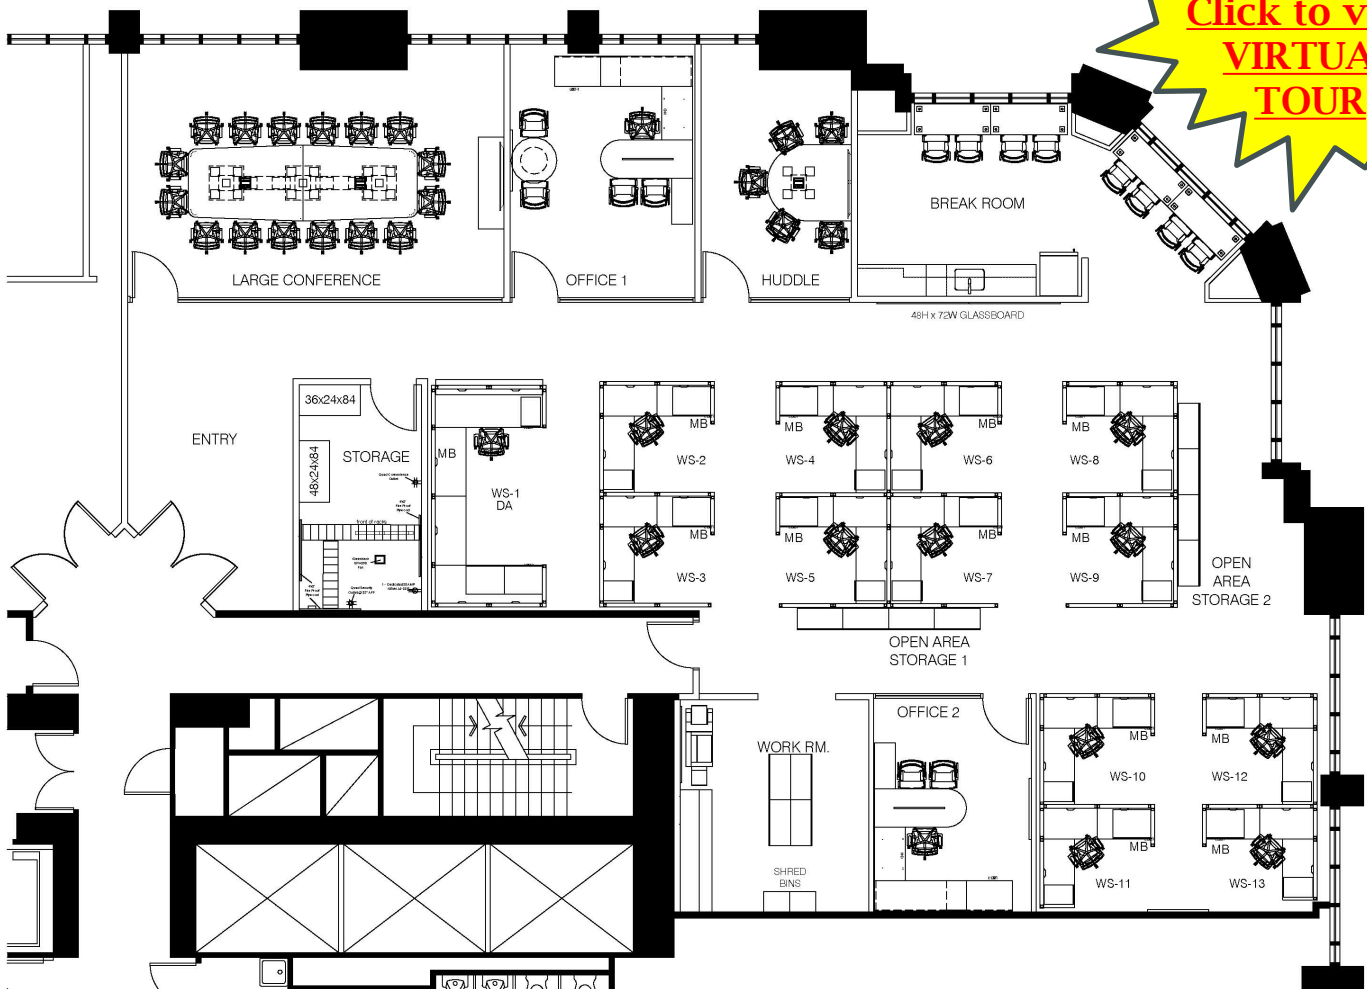 Click to v
VIRTUA
TOUR
BREAK ROOM
LARGE CONFERENCE
OFFICE 1
HUDDLE
48H x 72W GLASSBOARD
36x24x84
ENTRY
STORAGE
48x24x84
MB
WS-1
DA
MB
WS-2
MB
WS-4
MB
WS-6
MB
WS-8
front of racks
MB
WS-3
MB
WS-5
MB
WS-7
MB
WS-9
OPEN
AREA
STORAGE 2
OPEN AREA
STORAGE 1
OFFICE 2
WORK RM.
MB
WS-10
MB
WS-12
MB
WS-11
MB
WS-13
SHRED
BINS